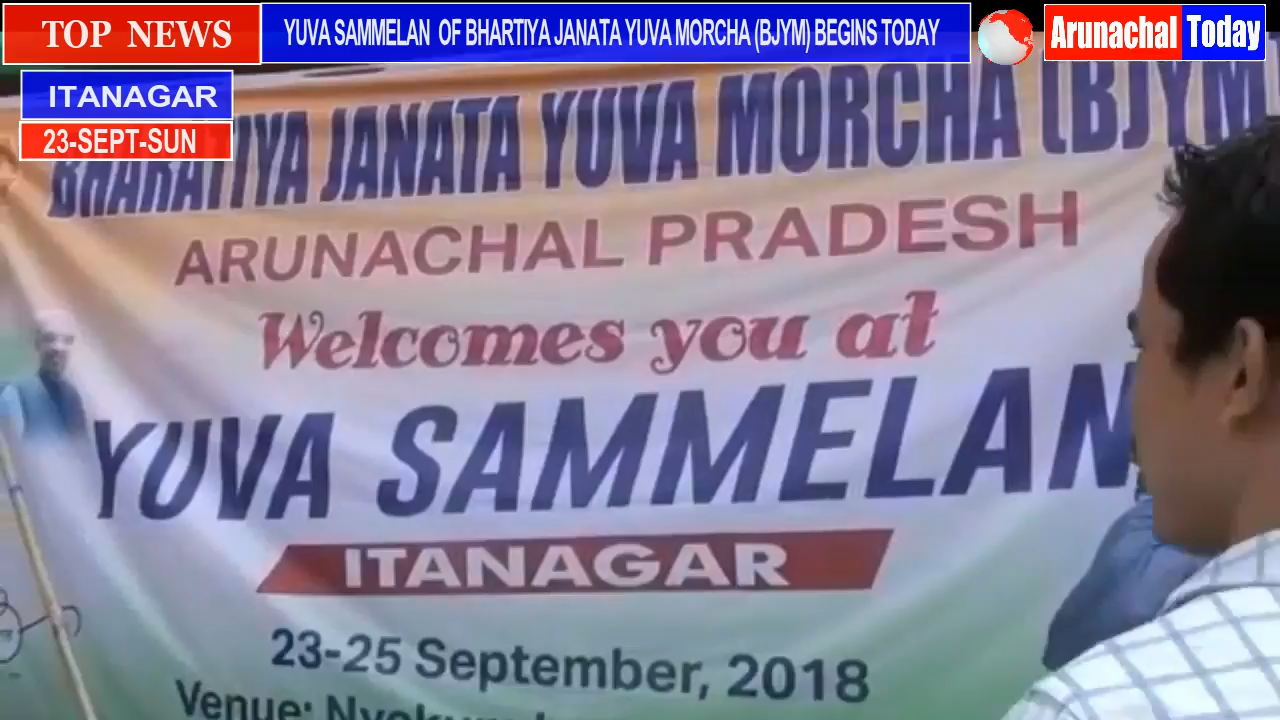 TOP NEWS
YUVA SAMMELAN OF BHARTIYA JANATA YUVA MORCHA (BJYM) BEGINS TODAY
Arunachal Today
ITANAGAR
23-SEPT-SUN
BHARATIYA JANATA YUVA MORCHA (BJYM
ARUNACHAL PRADESH
Welcomes you at
YUVA SAMMELAN
ITANAGAR
23-25 September, 2018
Venue: